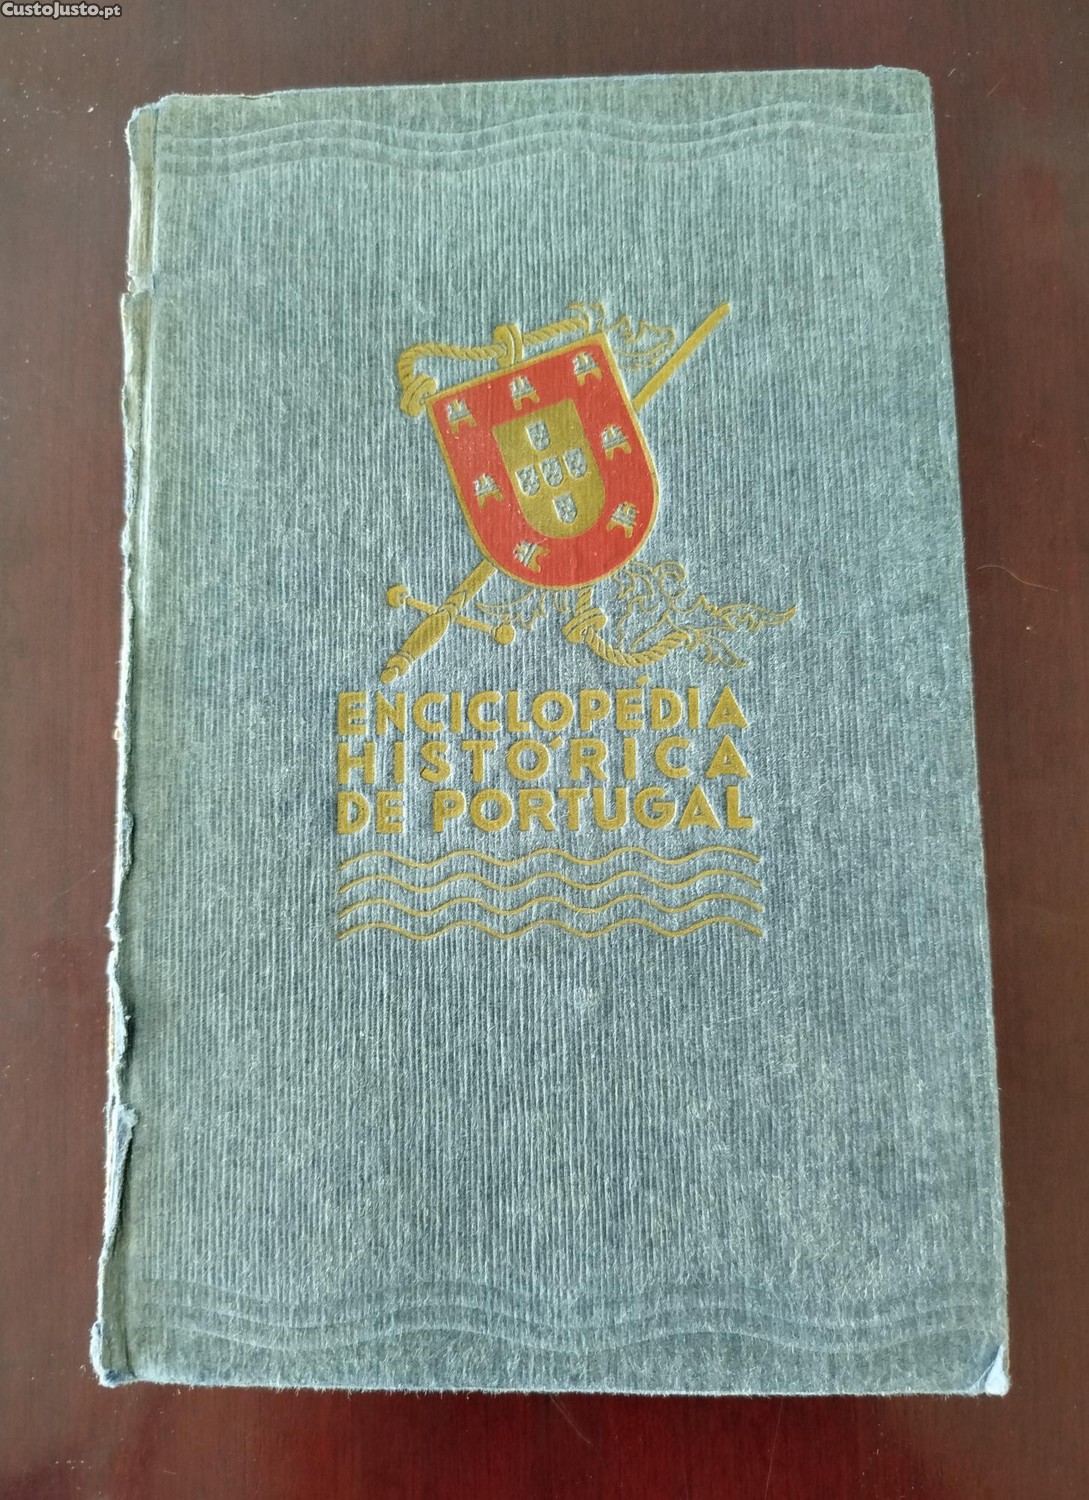 CustoJusto.pt
ENCICLOPÉDIA
HISTÓRICA
DE PORTUGAL